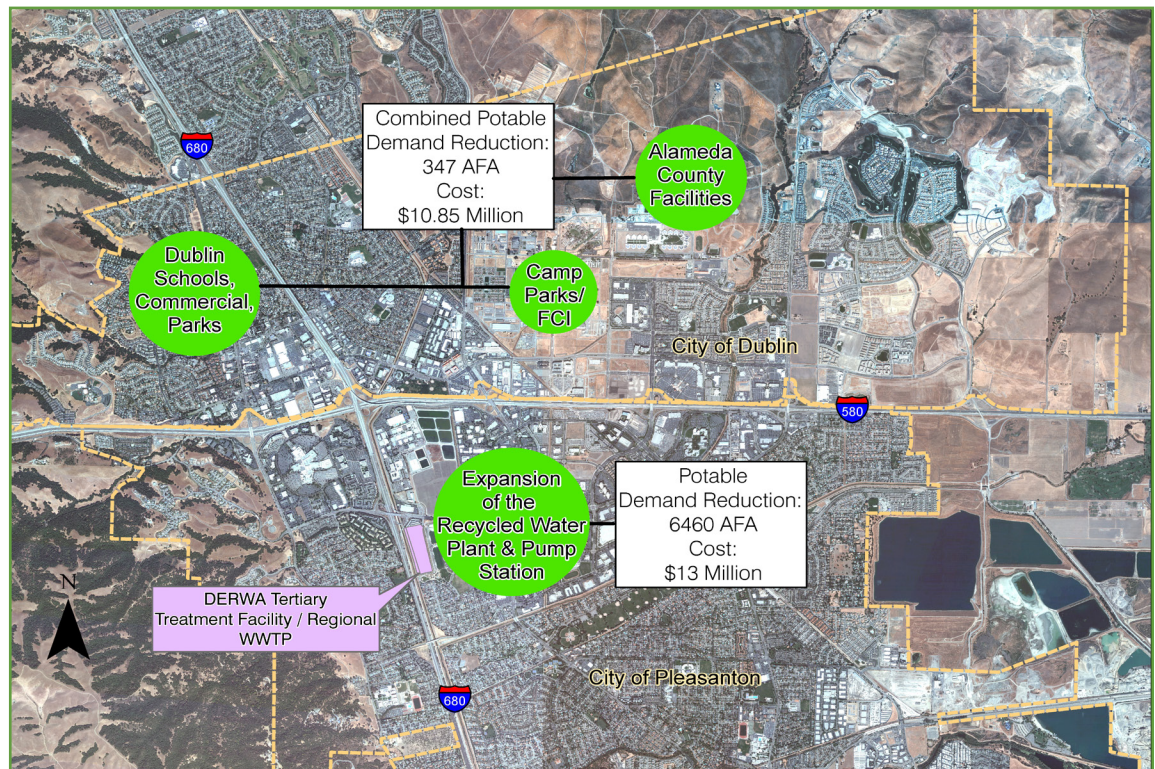 680
Combined Potable
Demand Reduction:
347 AFA
Cost:
$10.85 Million
Alameda
County
Facilities
Dublin
Schools,
Commercial,
Parks
Camp
Parks/
FCI
City of Dublin
580
Expansion
of the
Recycled Water
Plant & Pump
Station
Potable
Demand Reduction:
6460 AFA
Cost:
$13 Million
N
DERWA Tertiary
Treatment Facility / Regional
WWTP
City of Pleasanton
680